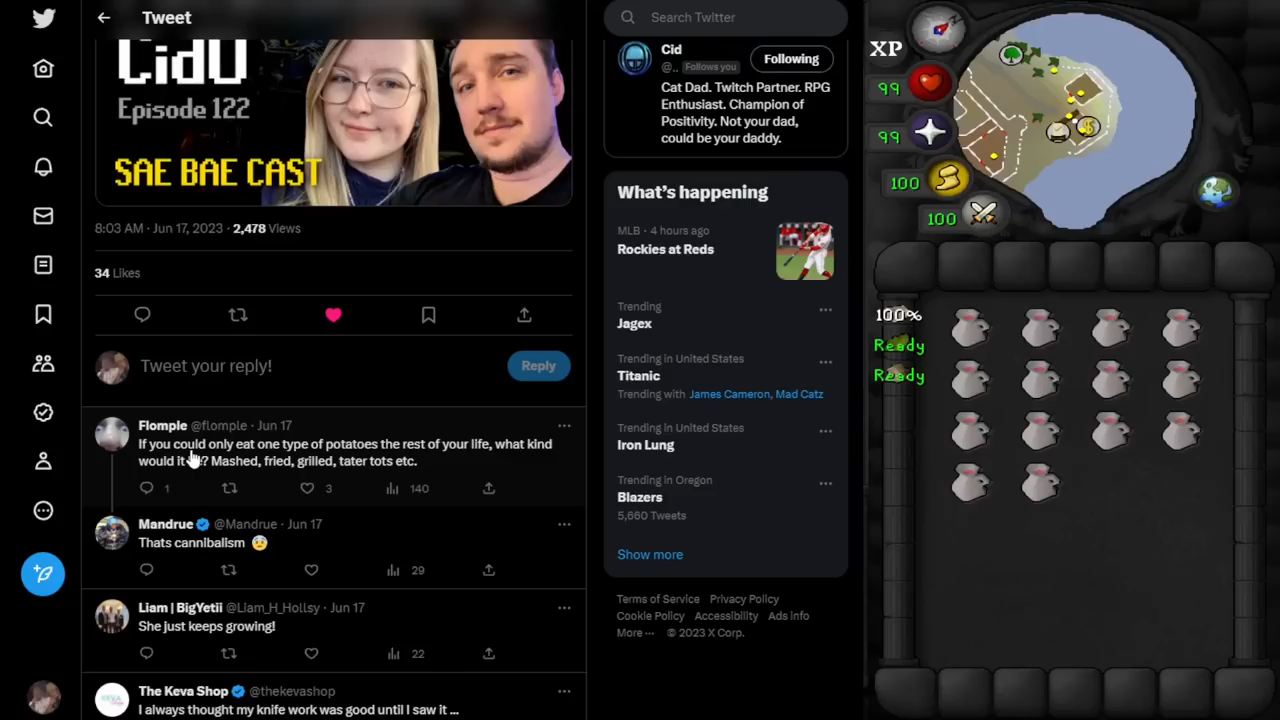 Tweet
CidU
Episode 122
SAE BAE CAST
8:03 AM · Jun 17, 2023 · 2,478 Views
34 Likes
Tweet your reply!
Reply
Flomple @flomple · Jun 17
If you could only eat one type of potatoes the rest of your life, what kind
would it ? Mashed, fried, grilled, tater tots etc.
1
3
140
Mandrue @Mandrue · Jun 17
Thats cannibalism 😨
29
Liam | BigYetii @Liam_H_Hollsy · Jun 17
She just keeps growing!
22
The Keva Shop @thekevashop
I always thought my knife work was good until I saw it ...
Search Twitter
Cid
@.. Follows you
Following
Cat Dad. Twitch Partner. RPG
Enthusiast. Champion of
Positivity. Not your dad,
could be your daddy.
What's happening
MLB · 4 hours ago
Rockies at Reds
Trending
Jagex
Trending in United States
Titanic
Trending with James Cameron, Mad Catz
Trending in United States
Iron Lung
Trending in Oregon
Blazers
5,660 Tweets
Show more
Terms of Service Privacy Policy
Cookie Policy Accessibility Ads info
More ··· © 2023 X Corp.
XP
99
99
100
100
100%
Ready
Ready